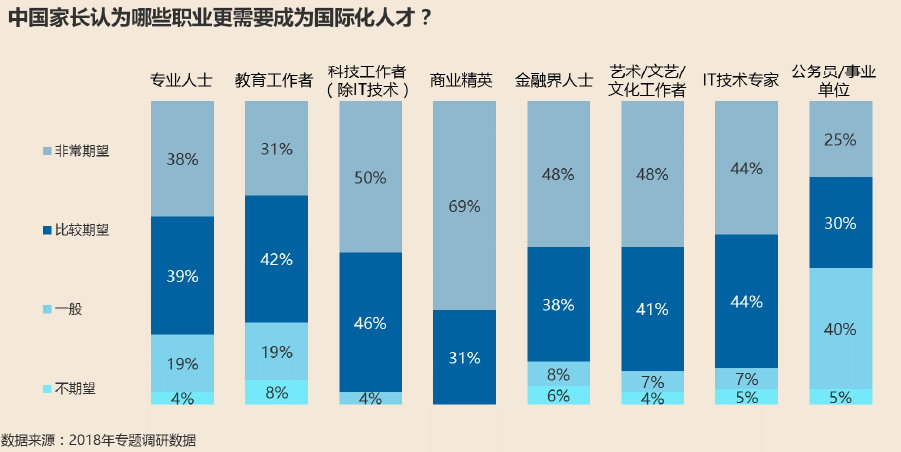 中国家长认为哪些职业更需要成为国际化人才？
专业人士
教育工作者
科技工作者
（除IT技术）
商业精英
金融界人士
艺术/文艺/
文化工作者
IT技术专家
公务员/事业
单位
非常期望
38%
31%
50%
69%
48%
48%
44%
25%
比较期望
39%
42%
46%
31%
38%
41%
44%
30%
一般
19%
19%
4%
8%
7%
7%
40%
不期望
4%
8%
6%
4%
5%
5%
数据来源：2018年专题调研数据